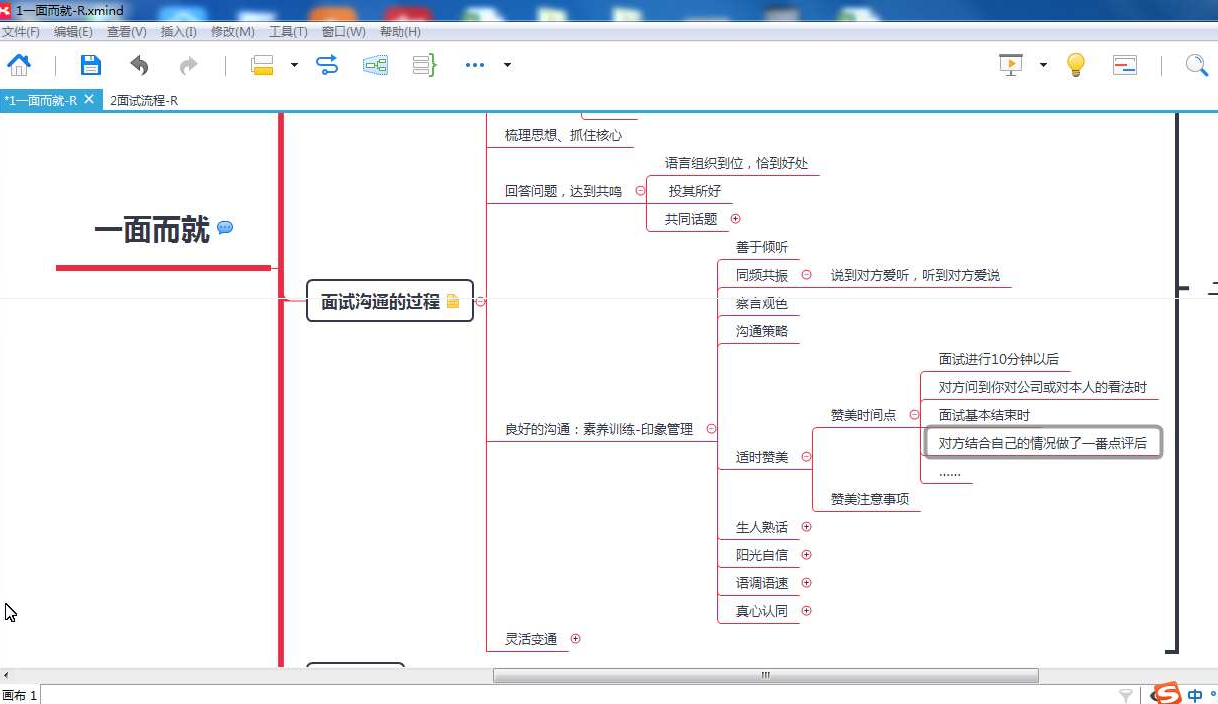 1一面而就-R.xmind
文件(F) 编辑(E) 查看(V) 插入(I) 修改(M) 工具(T) 窗口(W) 帮助(H)
*1一面而就-R 2面试流程-R
一面而就
面试沟通的过程
梳理思想、抓住核心
回答问题，达到共鸣
语言组织到位，恰到好处
投其所好
共同话题
良好的沟通：素养训练-印象管理
善于倾听
同频共振
说到对方爱听，听到对方爱说
察言观色
沟通策略
适时赞美
赞美时间点
面试进行10分钟以后
对方问到你对公司或对本人的看法时
面试基本结束时
对方结合自己的情况做了一番点评后
......
赞美注意事项
生人熟话
阳光自信
语调语速
真心认同
灵活变通
画布 1
中